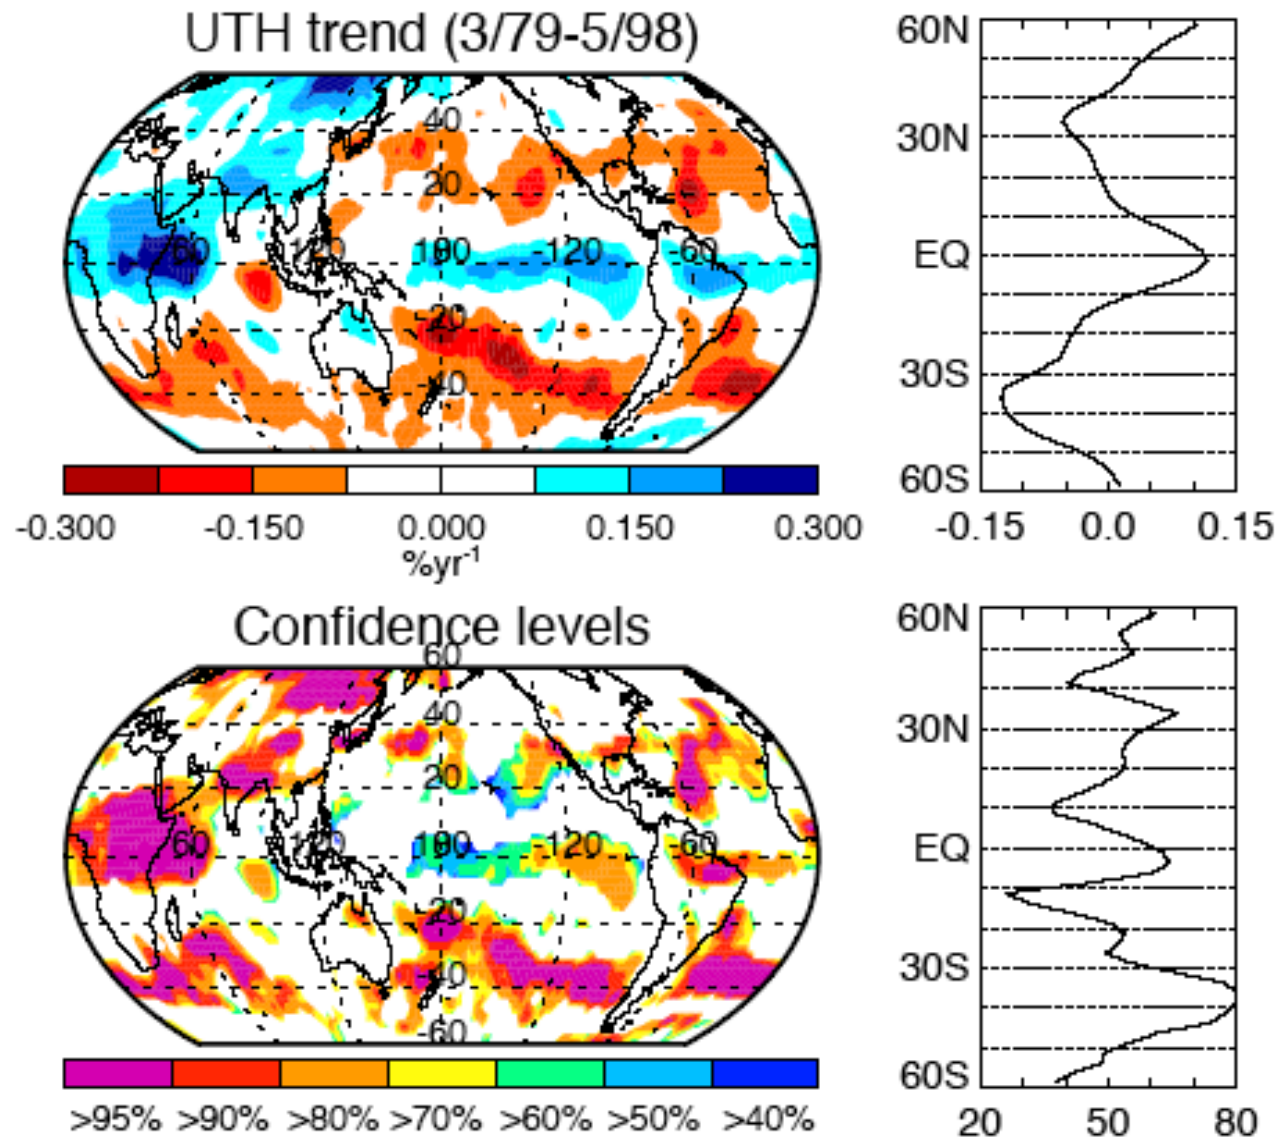 UTH trend (3/79-5/98)
40
20
60 120 180 -120 -60
-20
-40
-0.300 -0.150 0.000 0.150 0.300
%yr-1
60N
30N
EQ
30S
60S
-0.15 0.0 0.15
Confidence levels
60
40
20
60 120 180 -120 -60
-20
-40
-60
>95% >90% >80% >70% >60% >50% >40%
60N
30N
EQ
30S
60S
20 50 80